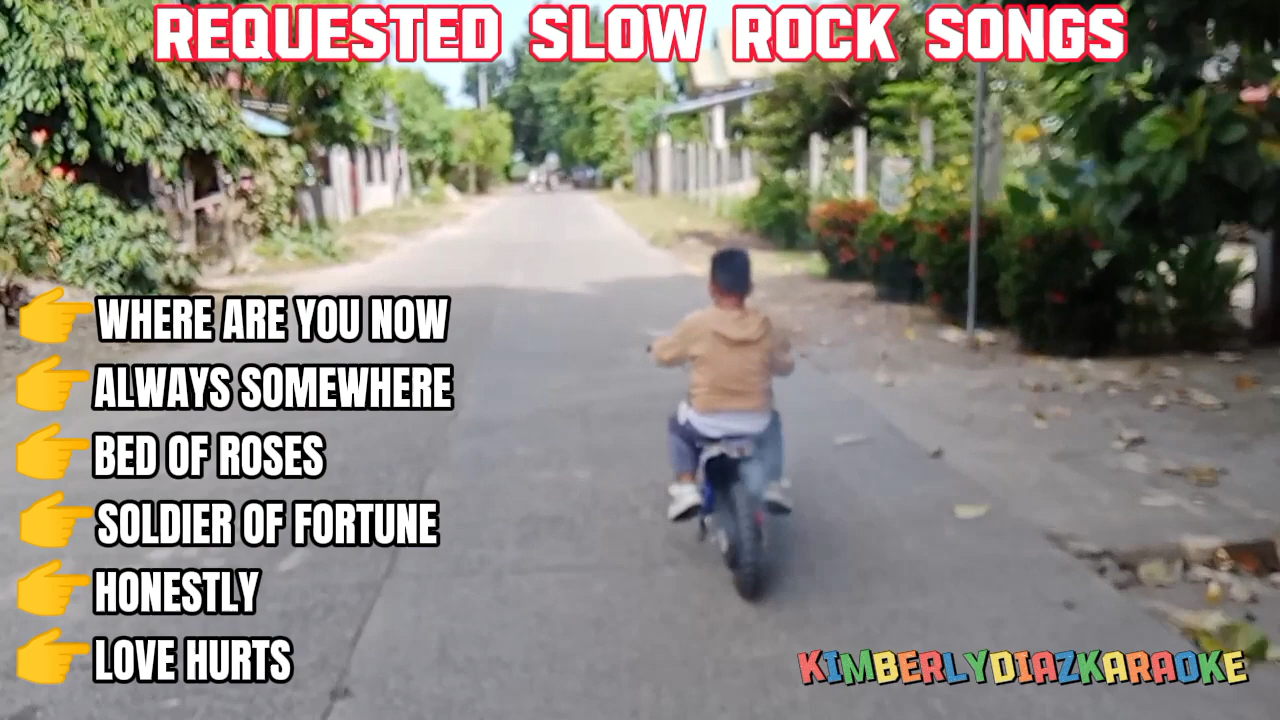 REQUESTED SLOW ROCK SONGS
WHERE ARE YOU NOW
ALWAYS SOMEWHERE
BED OF ROSES
SOLDIER OF FORTUNE
HONESTLY
LOVE HURTS
KIMBERLYDIAZKARAOKE